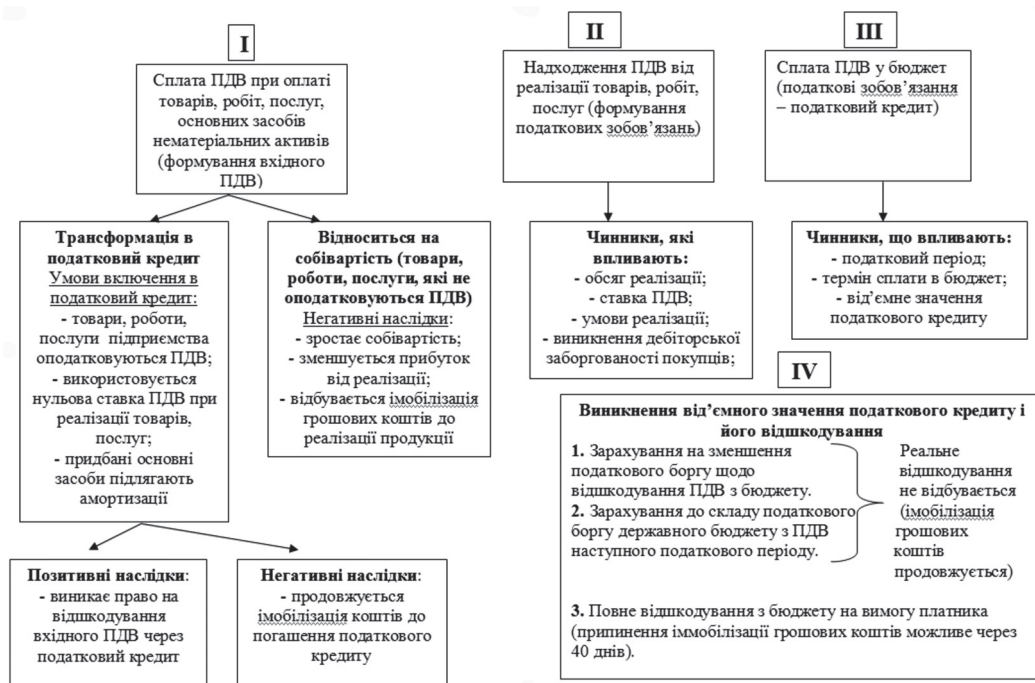 I
Сплата ПДВ при оплаті
товарів, робіт, послуг,
основних засобів
нематеріальних активів
(формування вхідного
ПДВ)
Трансформація в
податковий кредит
Умови включення в
податковий кредит:
- товари, роботи,
послуги підприємства
оподатковуються ПДВ;
- використовується
нульова ставка ПДВ при
реалізації товарів,
послуг;
- придбані основні
засоби підлягають
амортизації
Відноситься на
собівартість (товари,
роботи, послуги, які не
оподатковуються ПДВ)
Негативні наслідки:
- зростає собівартість;
- зменшується прибуток
від реалізації;
- відбувається імобілізація
грошових коштів до
реалізації продукції
Позитивні наслідки:
- виникає право на
відшкодування
вхідного ПДВ через
податковий кредит
Негативні наслідки:
- продовжується
імобілізація коштів до
погашення податкового
кредиту
II
Надходження ПДВ від
реалізації товарів, робіт,
послуг (формування
податкових зобов’язань)
Чинники, які
впливають:
- обсяг реалізації;
- ставка ПДВ;
- умови реалізації;
- виникнення дебіторської
заборгованості покупців;
III
Сплата ПДВ у бюджет
(податкові зобов’язання
– податковий кредит)
Чинники, що впливають:
- податковий період;
- термін сплати в бюджет;
- від’ємне значення
податкового кредиту
IV
Виникнення від’ємного значення податкового кредиту і
його відшкодування
1. Зарахування на зменшення
податкового боргу щодо
відшкодування ПДВ з бюджету.
2. Зарахування до складу податкового
боргу державного бюджету з ПДВ
наступного податкового періоду.
Реальне
відшкодування
не відбувається
(імобілізація
грошових
коштів
продовжується)
3. Повне відшкодування з бюджету на вимогу платника
(припинення іммобілізації грошових коштів можливе через
40 днів).